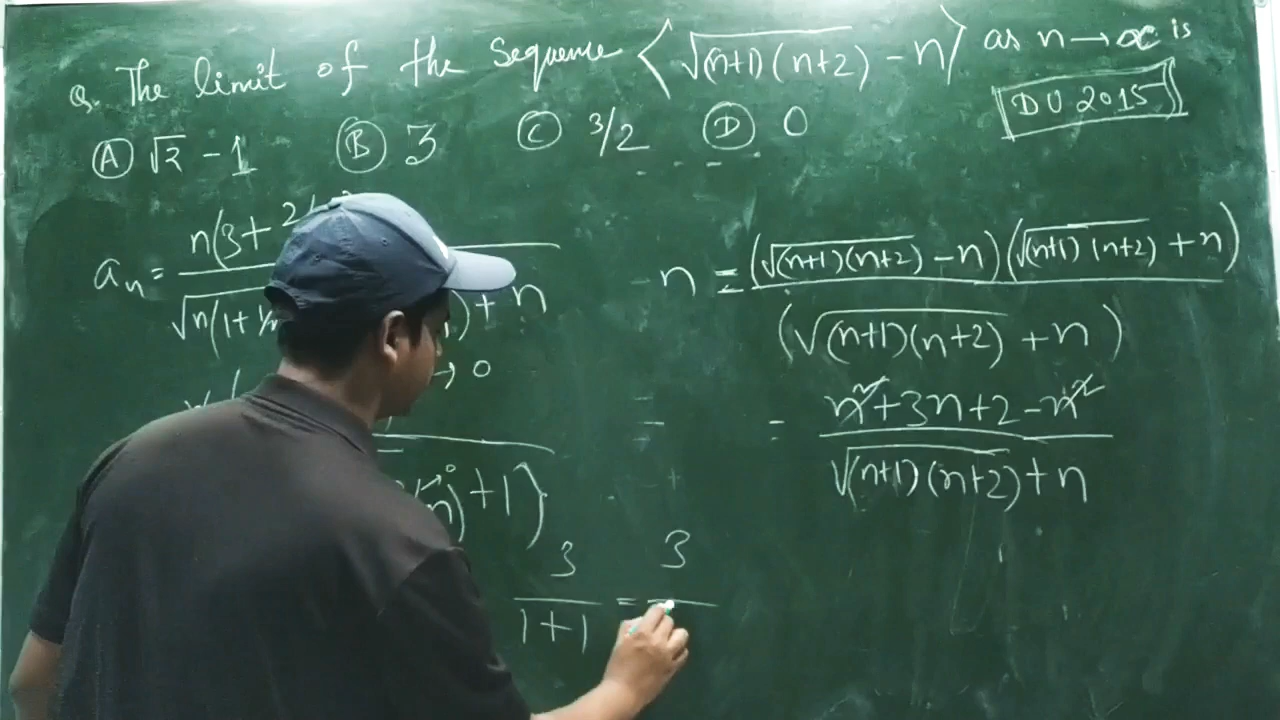 Q. The limit of the sequence ⟨√(n+1)(n+2) - n⟩ as n → ∞ is
DU 2015
(A) √2 - 1 (B) 3 (C) 3/2 (D) 0
aₙ = n(3+ 2/
√n(1+ 1/n + n
→ 0
n) → 0 + 1)
3 / 1+1 = 3
- n = (√(n+1)(n+2) - n)(√(n+1)(n+2) + n)
(√(n+1)(n+2) + n)
= = n² + 3n + 2 - n²
√(n+1)(n+2) + n